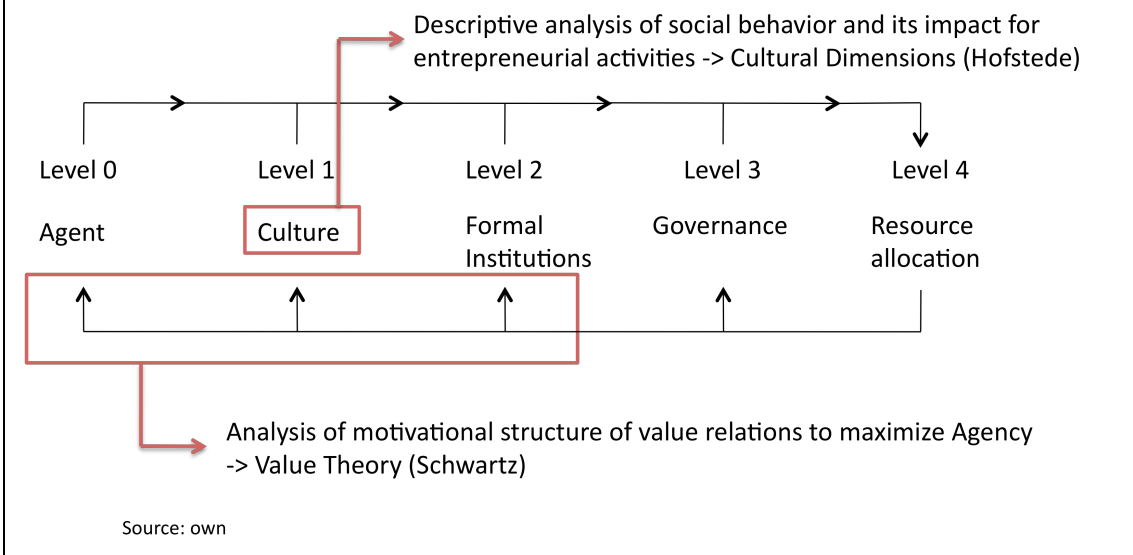 Descriptive analysis of social behavior and its impact for
entrepreneurial activities -> Cultural Dimensions (Hofstede)
Level 0
Level 1
Level 2
Level 3
Level 4
Agent
Culture
Formal
Institutions
Governance
Resource
allocation
Analysis of motivational structure of value relations to maximize Agency
-> Value Theory (Schwartz)
Source: own